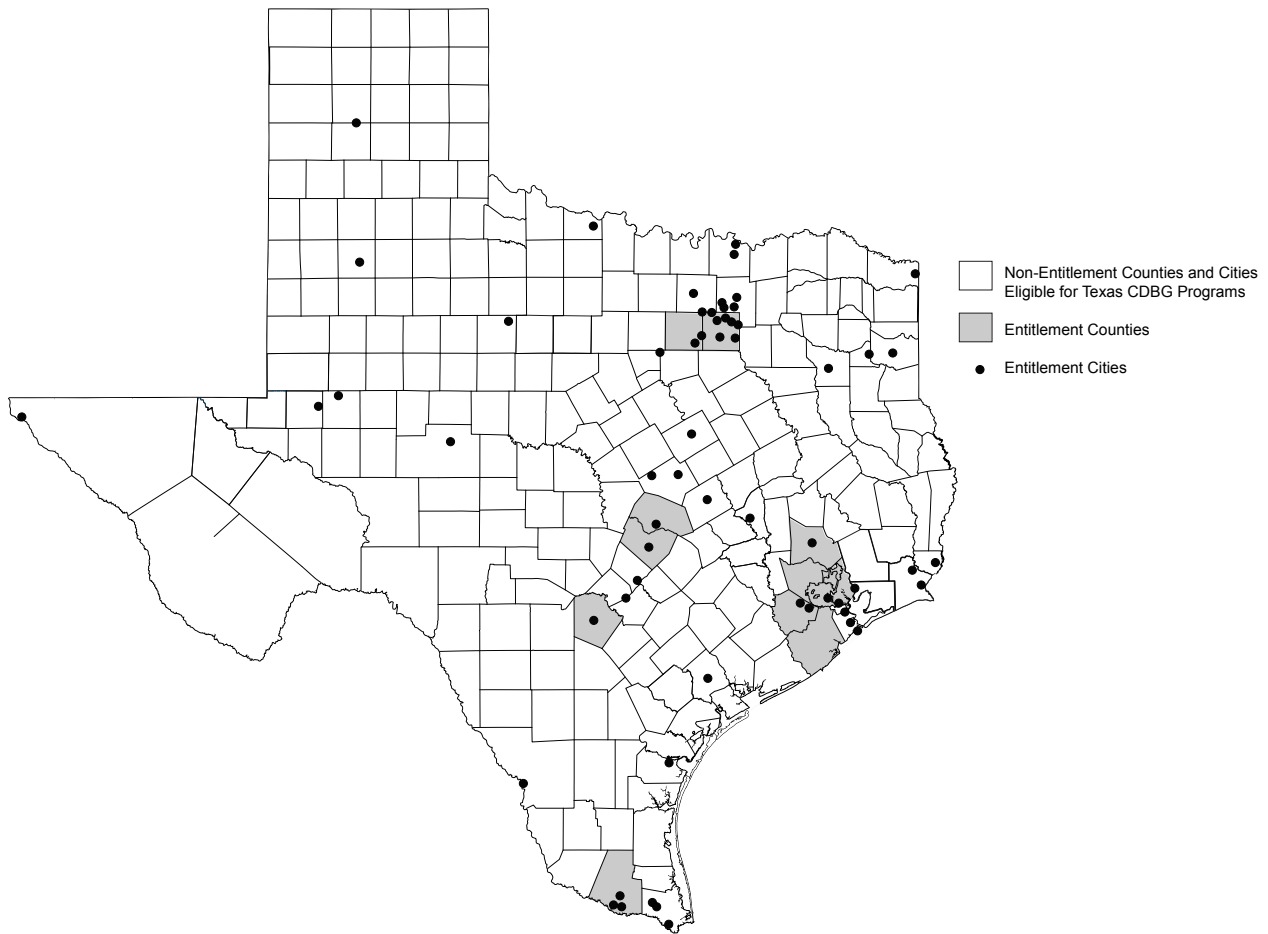 Non-Entitlement Counties and Cities
Eligible for Texas CDBG Programs
Entitlement Counties
Entitlement Cities